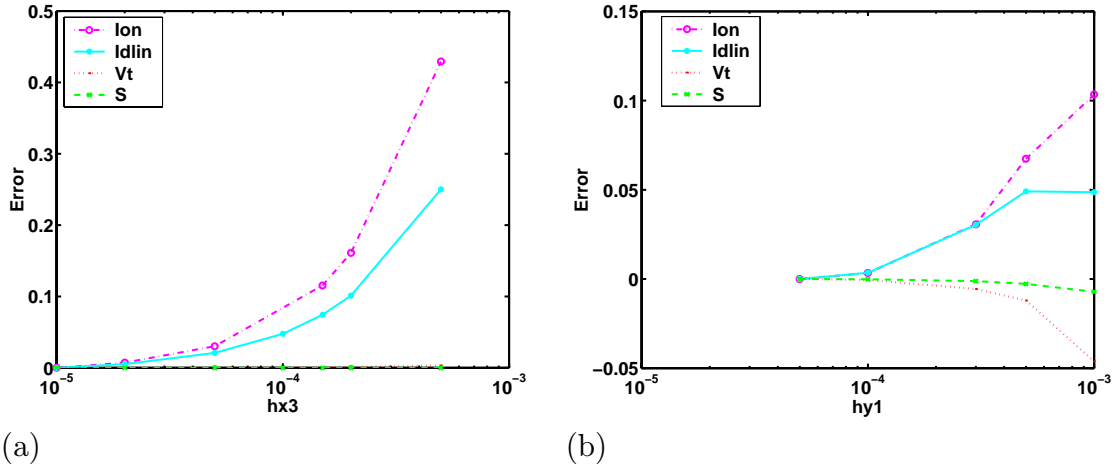 0.5
0.4
0.3
0.2
0.1
0
Error
10⁻⁵
10⁻⁴
10⁻³
hx3
Ion
Idlin
Vt
S
(a)
0.15
0.1
0.05
0
−0.05
Error
10⁻⁵
10⁻⁴
10⁻³
hy1
Ion
Idlin
Vt
S
(b)